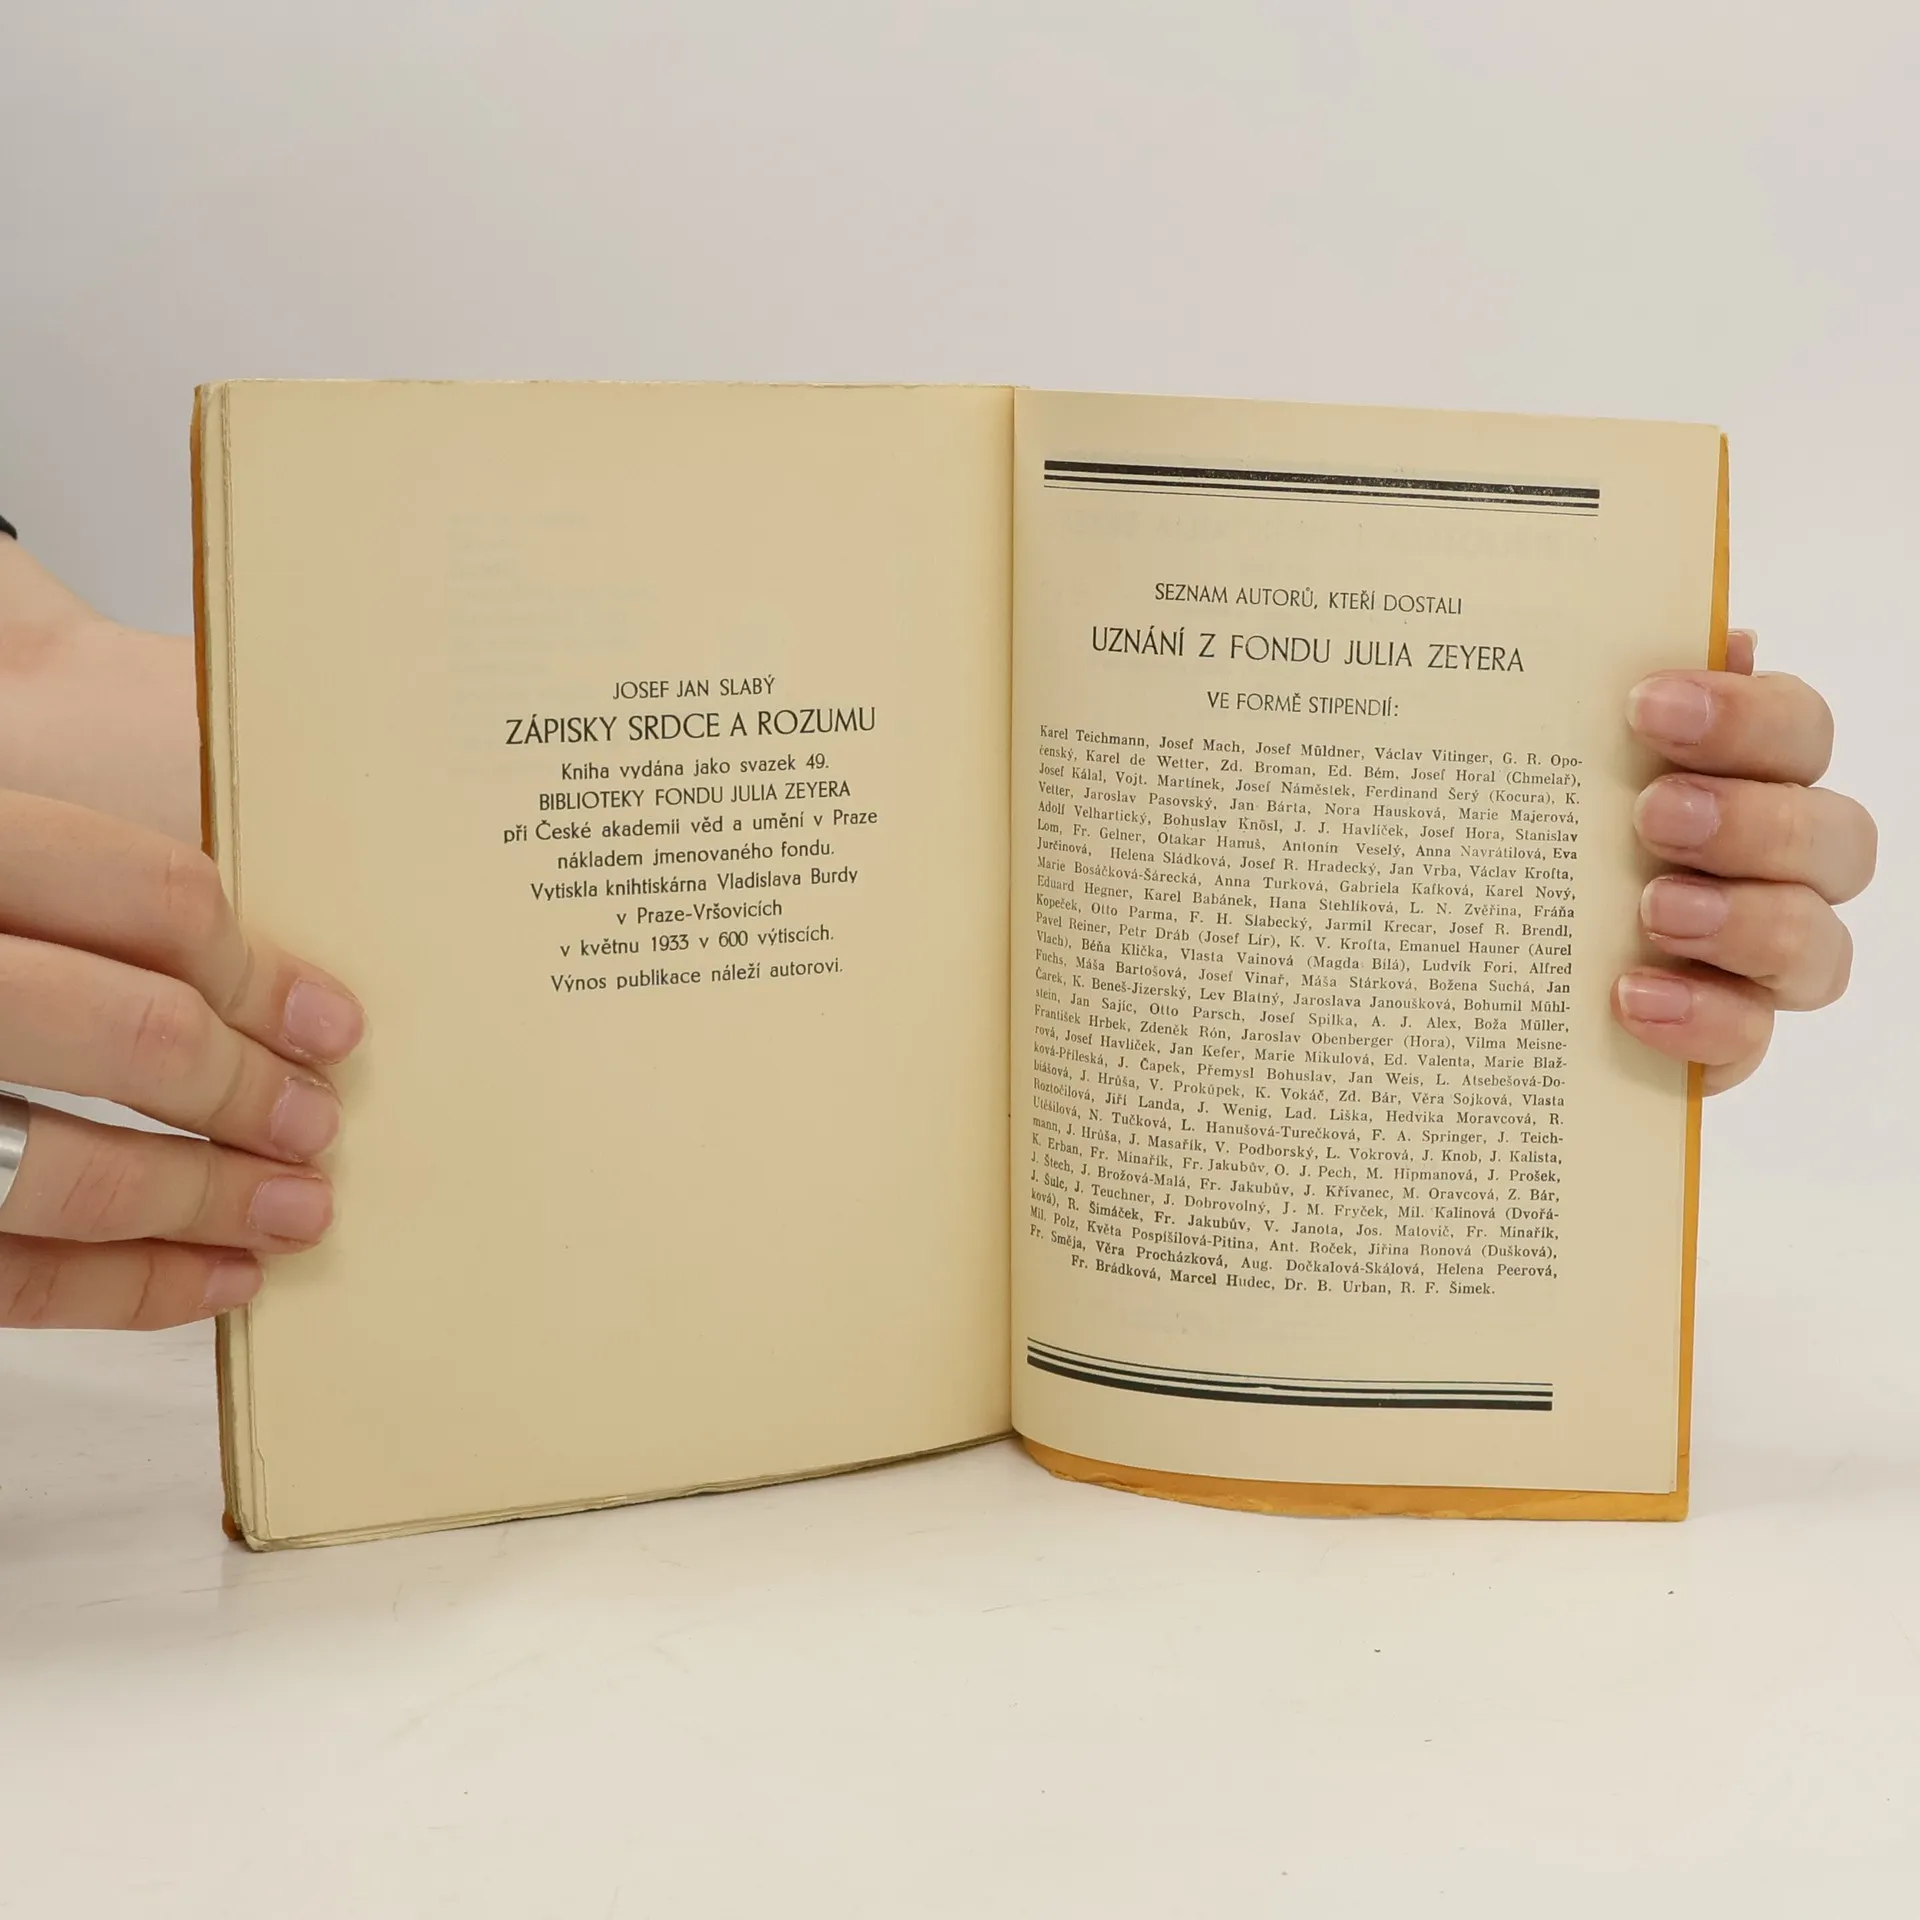 JOSEF JAN SLABÝ
ZÁPISKY SRDCE A ROZUMU
Kniha vydána jako svazek 49.
BIBLIOTEKY FONDU JULIA ZEYERA
při České akademii věd a umění v Praze
nákladem jmenovaného fondu.
Vytiskla knihtiskárna Vladislava Burdy
v Praze-Vršovicích
v květnu 1933 v 600 výtiscích.
Výnos publikace náleží autorovi.
SEZNAM AUTORŮ, KTEŘÍ DOSTALI
UZNÁNÍ Z FONDU JULIA ZEYERA
VE FORMĚ STIPENDIÍ:
Karel Teichmann, Josef Mach, Josef Müldner, Václav Vitinger, G. R. Opo-
čenský, Karel de Wetter, Zd. Broman, Ed. Bém, Josef Horal (Chmelař),
Josef Kálal, Vojt. Martínek, Josef Náměstek, Ferdinand Šerý (Kocura), K.
Vetter, Jaroslav Pasovský, Jan Bárta, Nora Hausková, Marie Majerová,
Adolf Velhartický, Bohuslav Knösl, J. J. Havlíček, Josef Hora, Stanislav
Lom, Fr. Gelner, Otakar Hanuš, Antonín Veselý, Anna Navrátilová, Eva
Jurčinová, Helena Sládková, Josef R. Hradecký, Jan Vrba, Václav Krofta,
Marie Bosáčková-Šárecká, Anna Turková, Gabriela Kafková, Karel Nový,
Eduard Hegner, Karel Babánek, Hana Stehlíková, L. N. Zvěřina, Fráňa
Kopeček, Otto Parma, F. H. Slabecký, Jarmil Krecar, Josef R. Brendl,
Pavel Reiner, Petr Dráb (Josef Lír), K. V. Krofta, Emanuel Hauner (Aurel
Vlach), Béňa Klička, Vlasta Vainová (Magda Bílá), Ludvík Fori, Alfred
Fuchs, Máša Bartošová, Josef Vinař, Máša Stárková, Božena Suchá, Jan
Čarek, K. Beneš-Jizerský, Lev Blatný, Jaroslava Janoušková, Bohumil Mühl-
stein, Jan Sajíc, Otto Parsch, Josef Spilka, A. J. Alex, Boža Müller,
František Hrbek, Zdeněk Rón, Jaroslav Obenberger (Hora), Vilma Meisne-
rová, Josef Havlíček, Jan Kefer, Marie Mikulová, Ed. Valenta, Marie Blaž-
ková-Příleská, J. Čapek, Přemysl Bohuslav, Jan Weis, L. Atsebešová-Do-
biášová, J. Hrůša, V. Prokůpek, K. Vokáč, Zd. Bár, Věra Sojková, Vlasta
Roztočilová, Jiří Landa, J. Wenig, Lad. Liška, Hedvika Moravcová, R.
Utěšilová, N. Tučková, L. Hanušová-Turečková, F. A. Springer, J. Teich-
mann, J. Hrůša, J. Masařík, V. Podborský, L. Vokrová, J. Knob, J. Kalista,
K. Erban, Fr. Minařík, Fr. Jakubův, O. J. Pech, M. Hipmanová, J. Prošek,
J. Štech, J. Brožová-Malá, Fr. Jakubův, J. Křivanec, M. Oravcová, Z. Bár,
J. Šulc, J. Teuchner, J. Dobrovolný, J. M. Fryček, Mil. Kalinová (Dvořá-
ková), R. Šimáček, Fr. Jakubův, V. Janota, Jos. Matovič, Fr. Minařík,
Mil. Polz, Květa Pospíšilová-Pitina, Ant. Roček, Jiřina Ronová (Dušková),
Fr. Směja, Věra Procházková, Aug. Dočkalová-Skálová, Helena Peerová,
Fr. Brádková, Marcel Hudec, Dr. B. Urban, R. F. Šimek.